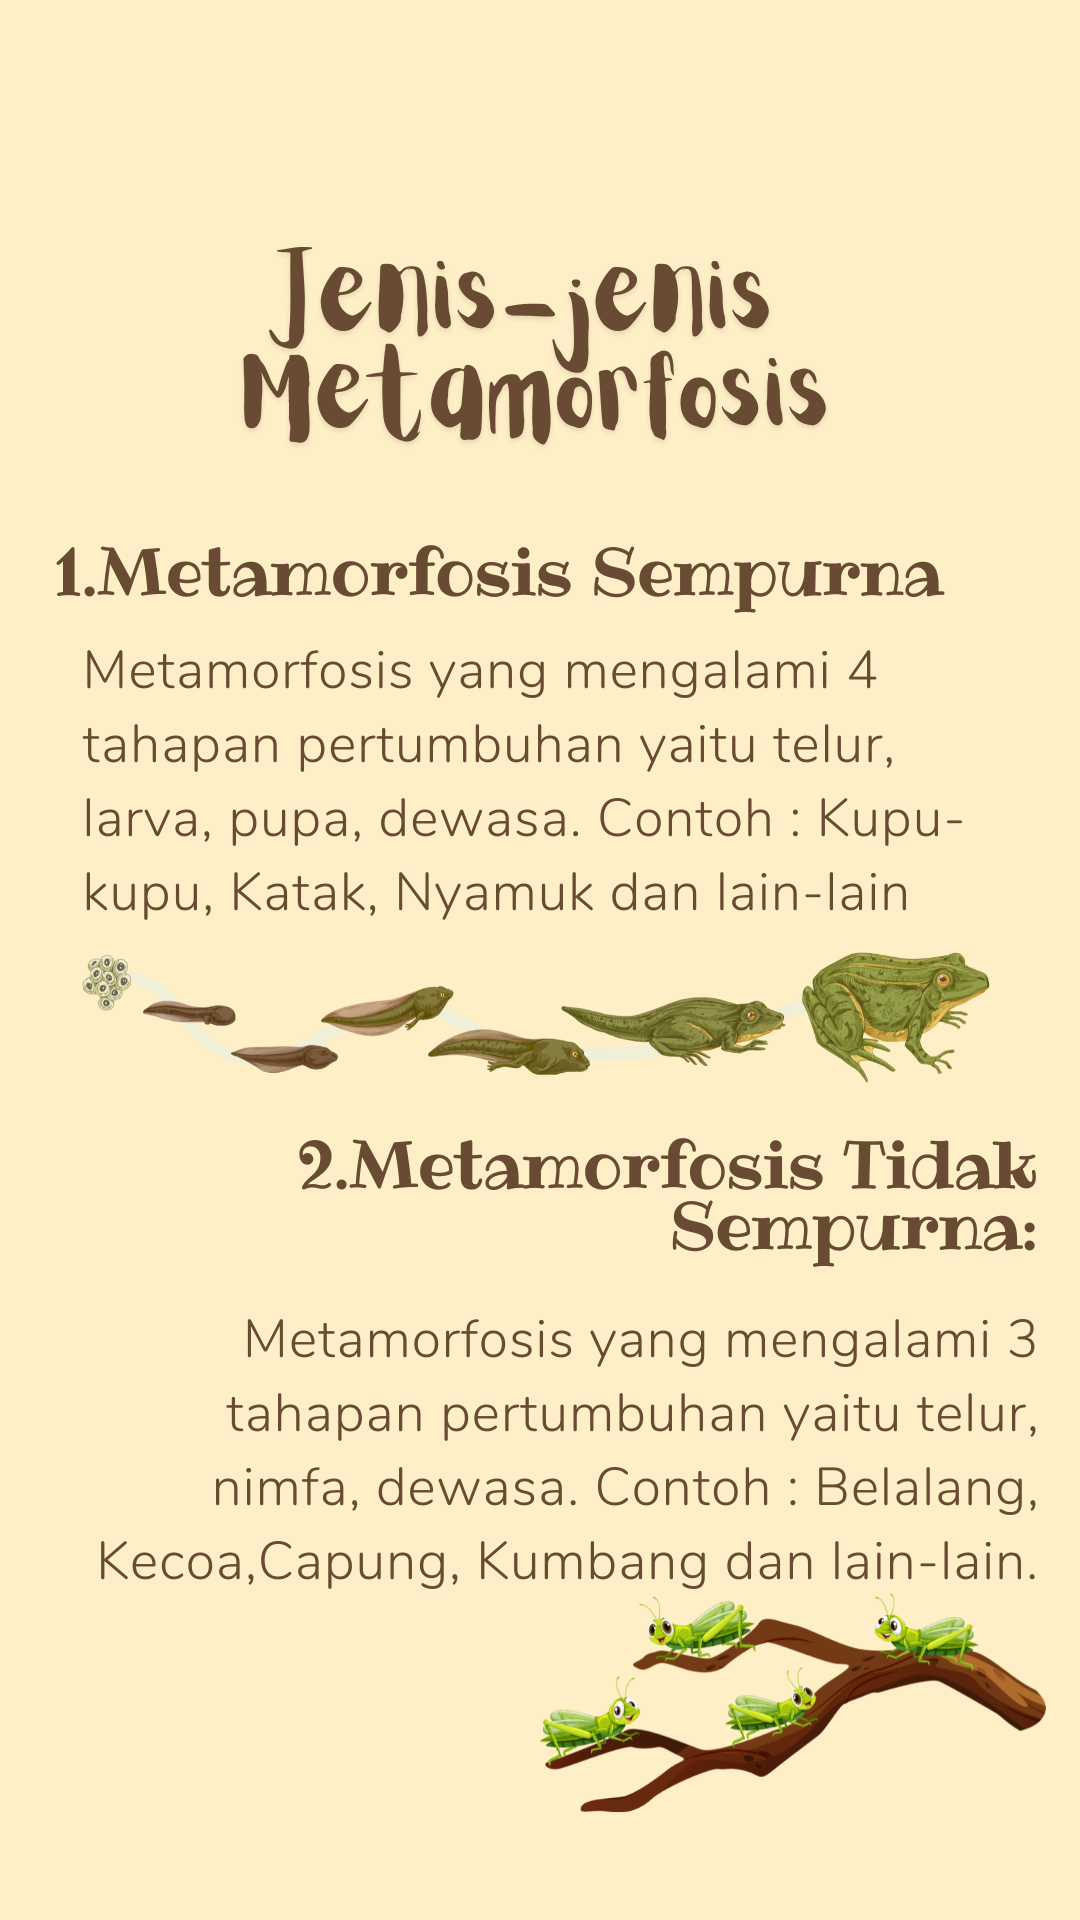 Jenis-jenis
Metamorfosis
1.Metamorfosis Sempurna
Metamorfosis yang mengalami 4
tahapan pertumbuhan yaitu telur,
larva, pupa, dewasa. Contoh : Kupu-
kupu, Katak, Nyamuk dan lain-lain
2.Metamorfosis Tidak
Sempurna:
Metamorfosis yang mengalami 3
tahapan pertumbuhan yaitu telur,
nimfa, dewasa. Contoh : Belalang,
Kecoa,Capung, Kumbang dan lain-lain.